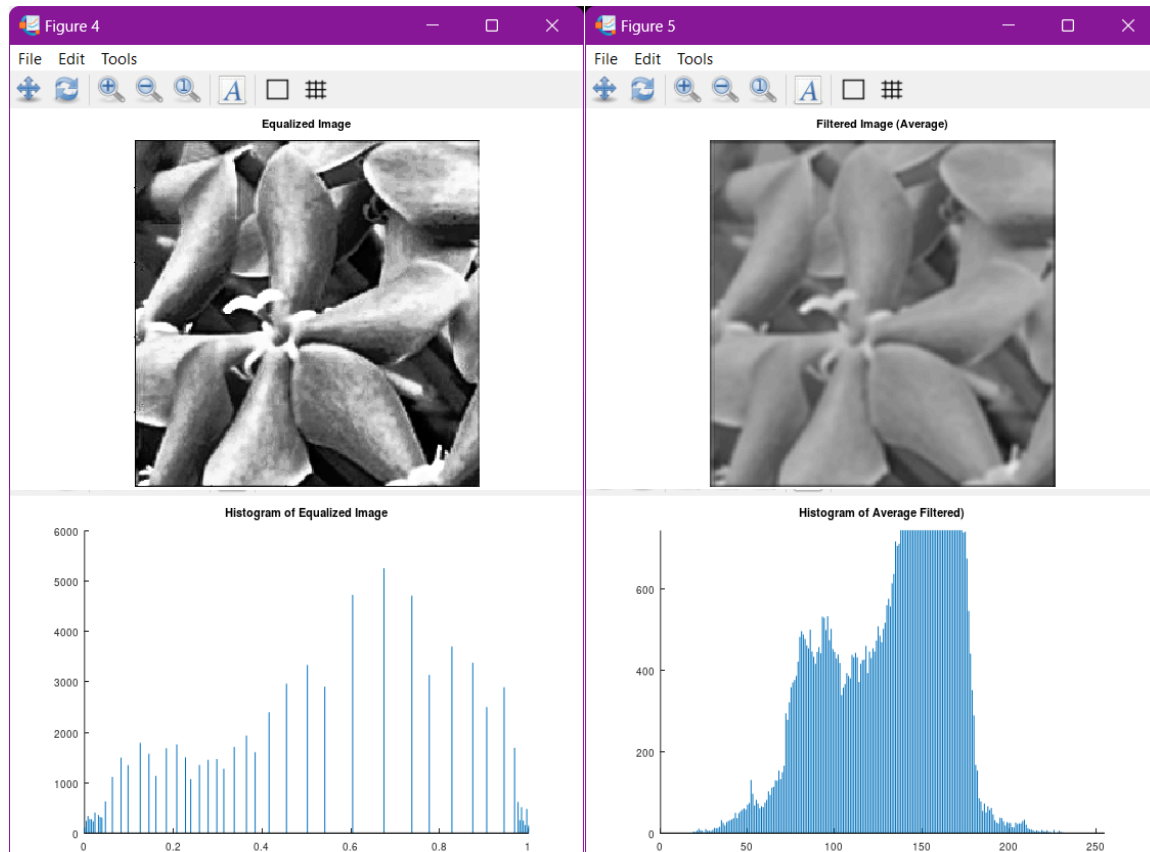 Figure 4
File Edit Tools
A
Equalized Image
Histogram of Equalized Image
6000
5000
4000
3000
2000
1000
0
0 0.2 0.4 0.6 0.8 1
Figure 5
File Edit Tools
A
Filtered Image (Average)
Histogram of Average Filtered)
600
400
200
0
0 50 100 150 200 250